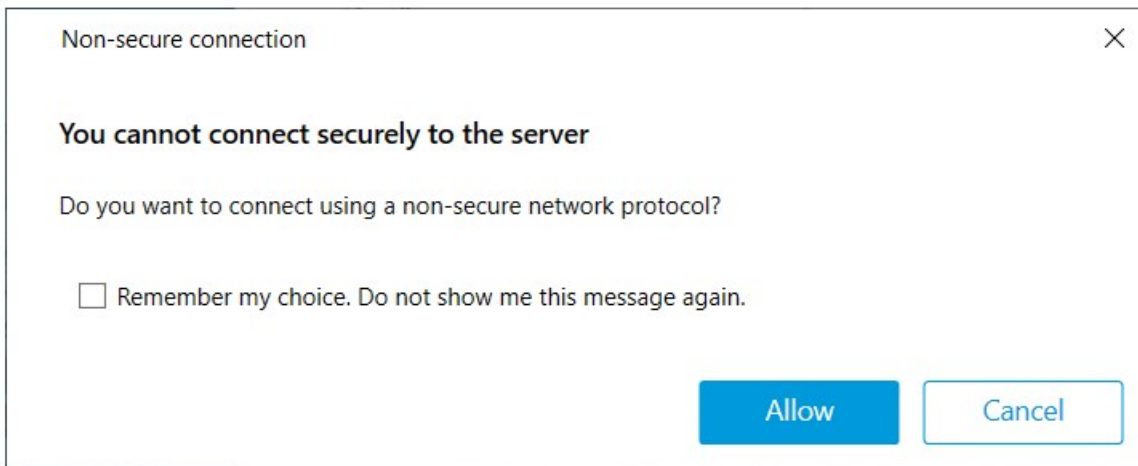 Non-secure connection
You cannot connect securely to the server
Do you want to connect using a non-secure network protocol?
Remember my choice. Do not show me this message again.
Allow
Cancel